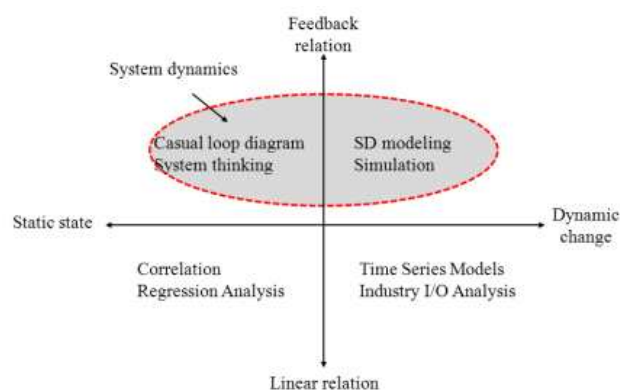 Feedback
relation
System dynamics
Casual loop diagram
System thinking
SD modeling
Simulation
Static state
Dynamic
change
Correlation
Regression Analysis
Time Series Models
Industry I/O Analysis
Linear relation